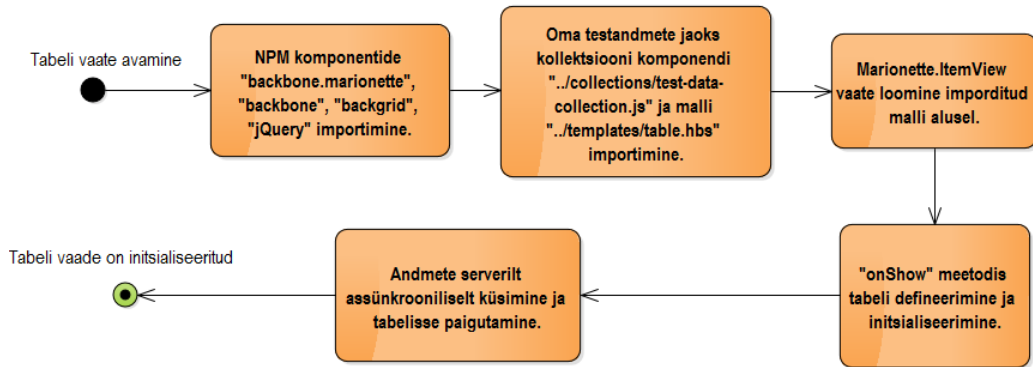 Tabeli vaate avamine
NPM komponentide
"backbone.marionette",
"backbone", "backgrid",
"jQuery" importimine.
Oma testandmete jaoks
kollektsiooni komponendi
"../collections/test-data-
collection.js" ja malli
"../templates/table.hbs"
importimine.
Marionette.ItemView
vaate loomine imporditud
malli alusel.
"onShow" meetodis
tabeli defineerimine ja
initsialiseerimine.
Andmete serverilt
assünkrooniliselt küsimine ja
tabelisse paigutamine.
Tabeli vaade on initsialiseeritud